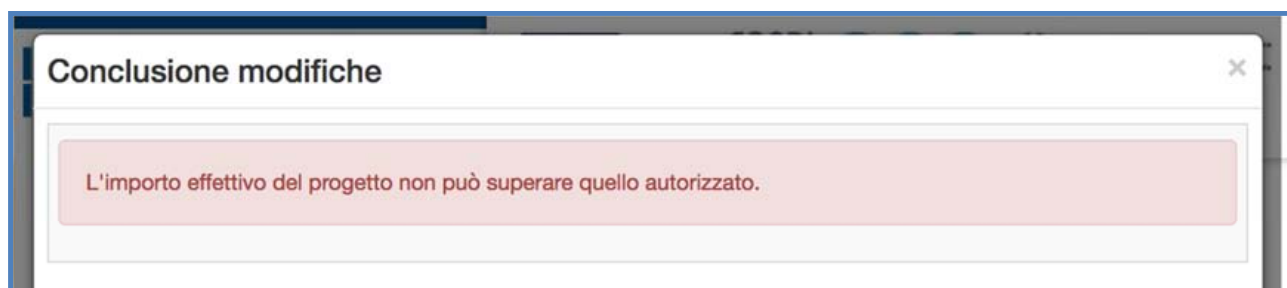 Conclusione modifiche
×
L'importo effettivo del progetto non può superare quello autorizzato.